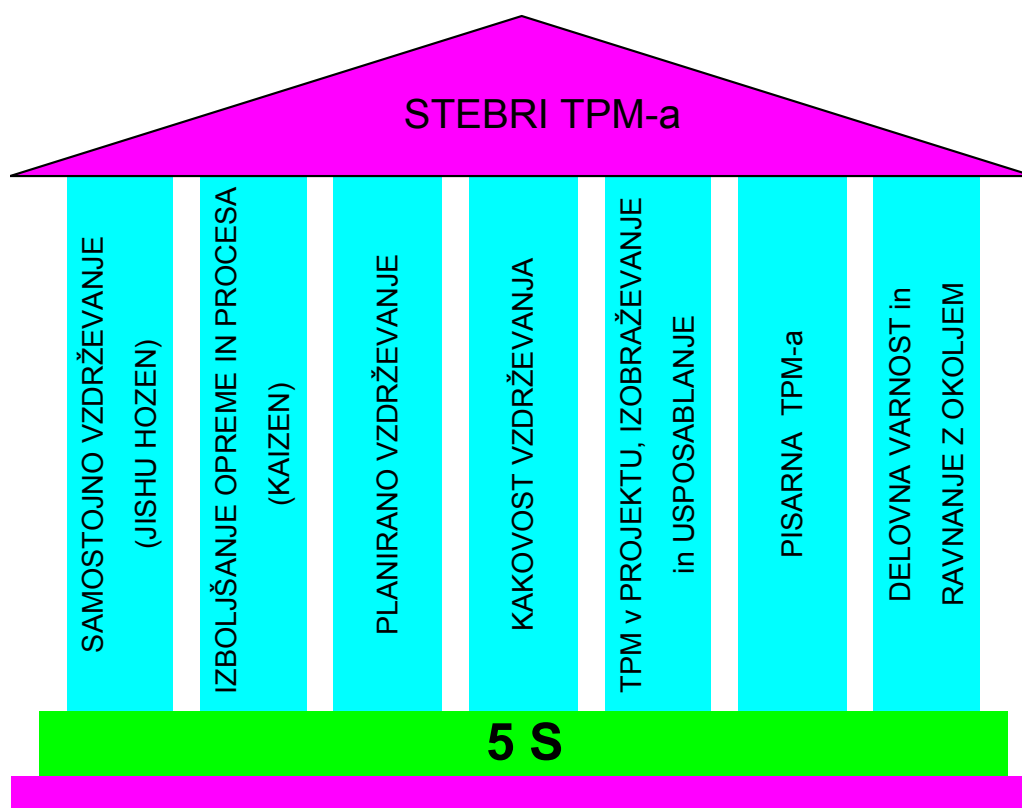 STEBRI TPM-a
SAMOSTOJNO VZDRŽEVANJE
(JISHU HOZEN)
IZBOLJŠANJE OPREME IN PROCESA
(KAIZEN)
PLANIRANO VZDRŽEVANJE
KAKOVOST VZDRŽEVANJA
TPM v PROJEKTU, IZOBRAŽEVANJE
in USPOSABLANJE
PISARNA TPM-a
DELOVNA VARNOST in
RAVNANJE Z OKOLJEM
5 S